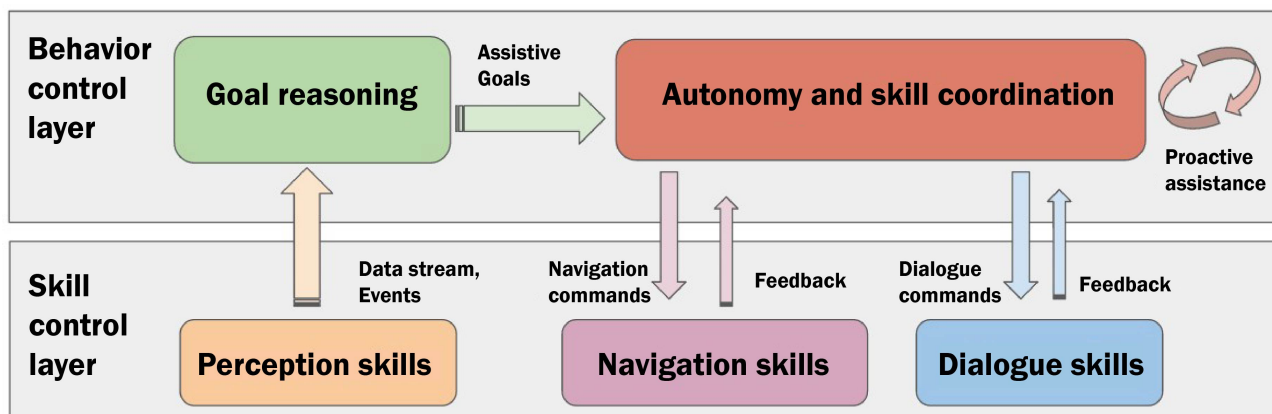 Behavior
control
layer
Goal reasoning
Assistive
Goals
Autonomy and skill coordination
Proactive
assistance
Skill
control
layer
Data stream,
Events
Navigation
commands
Feedback
Dialogue
commands
Feedback
Perception skills
Navigation skills
Dialogue skills